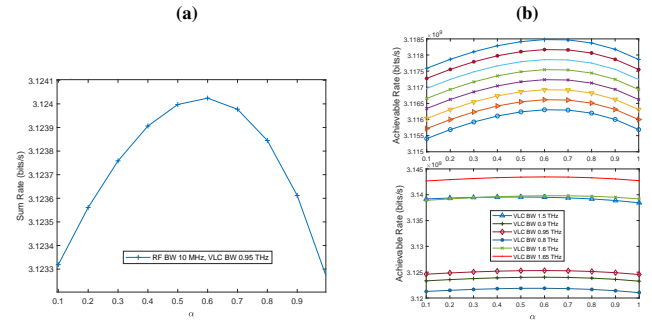 (a)
(b)
3.1241
3.124
3.1239
3.1238
3.1237
3.1236
3.1235
3.1234
3.1233
Sum Rate (bits/s)
RF BW 10 MHz, VLC BW 0.95 THz
0.1 0.2 0.3 0.4 0.5 0.6 0.7 0.8 0.9
α
×10⁹
3.1185
3.118
3.1175
3.117
3.1165
3.116
3.1155
3.115
Achievable Rate (bits/s)
0.1 0.2 0.3 0.4 0.5 0.6 0.7 0.8 0.9 1
×10⁹
3.145
3.14
3.135
3.13
3.125
3.12
Achievable Rate (bits/s)
VLC BW 1.5 THz
VLC BW 0.9 THz
VLC BW 0.95 THz
VLC BW 0.8 THz
VLC BW 1.6 THz
VLC BW 1.65 THz
0.1 0.2 0.3 0.4 0.5 0.6 0.7 0.8 0.9 1
α